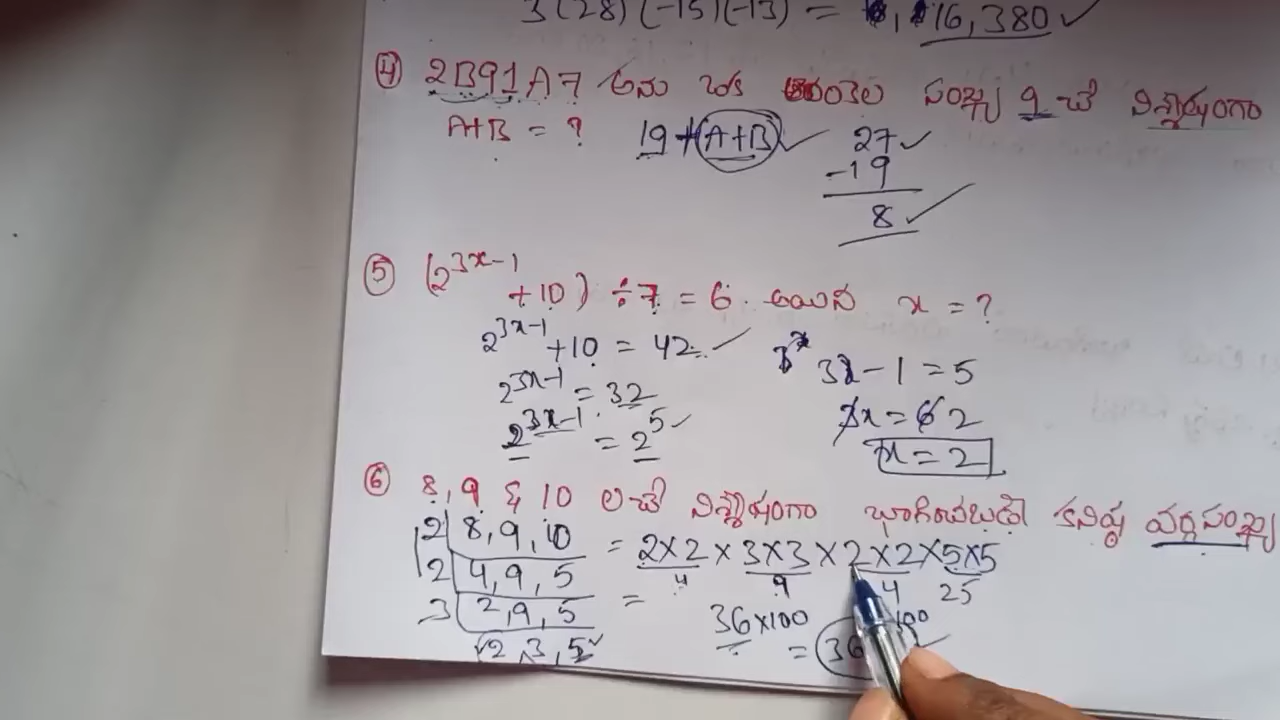 3(28)(-15)(-13) = 16,380 ✓
④ 2B91A7 అను ఒక ఆరంకెల సంఖ్య 9 చే నిశ్శేషంగా
A+B = ? 19+(A+B) ✓ 27 ✓
-19
8 ✓
⑤ (2^{3x-1} +10) ÷7 = 6. అయిన x = ?
2^{3x-1} +10 = 42 ✓
3x - 1 = 5
2^{3x-1} = 32
3x = 6 2
2^{3x-1} = 2^5 ✓
x = 2
⑥ 8, 9 & 10 లచే నిశ్శేషంగా భాగించబడే కనిష్ఠ వర్గసంఖ్య
2 8, 9, 10 = 2×2 × 3×3 × 2×2 × 5×5
2 4, 9, 5 4 9 4 25
3 2, 9, 5 = 36×100
2, 3, 5 =